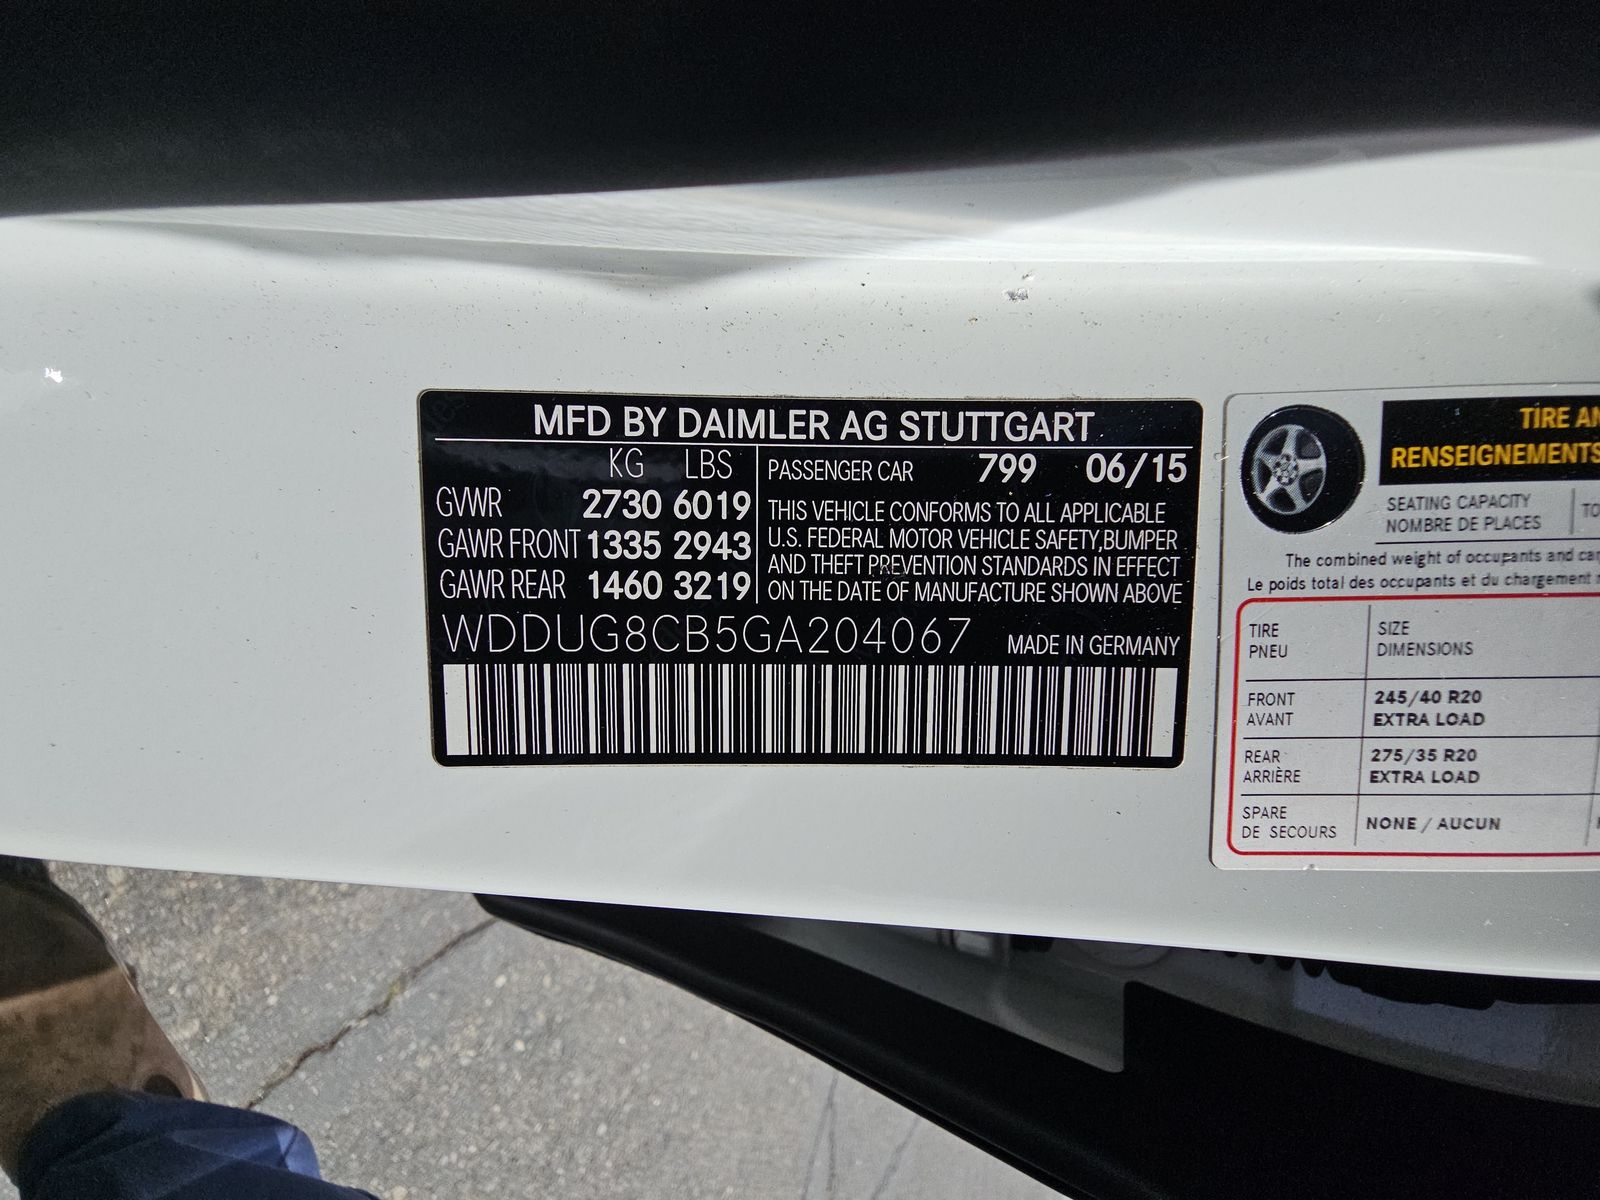 MFD BY DAIMLER AG STUTTGART
KG LBS
GVWR 2730 6019
GAWR FRONT 1335 2943
GAWR REAR 1460 3219
PASSENGER CAR 799 06/15
THIS VEHICLE CONFORMS TO ALL APPLICABLE
U.S. FEDERAL MOTOR VEHICLE SAFETY,BUMPER
AND THEFT PREVENTION STANDARDS IN EFFECT
ON THE DATE OF MANUFACTURE SHOWN ABOVE
WDDUG8CB5GA204067 MADE IN GERMANY
TIRE
RENSEIGNEMENTS
SEATING CAPACITY
NOMBRE DE PLACES
The combined weight of occupants and
Le poids total des occupants et du chargement
TIRE
PNEU
SIZE
DIMENSIONS
FRONT
AVANT
245/40 R20
EXTRA LOAD
REAR
ARRIÈRE
275/35 R20
EXTRA LOAD
SPARE
DE SECOURS
NONE / AUCUN